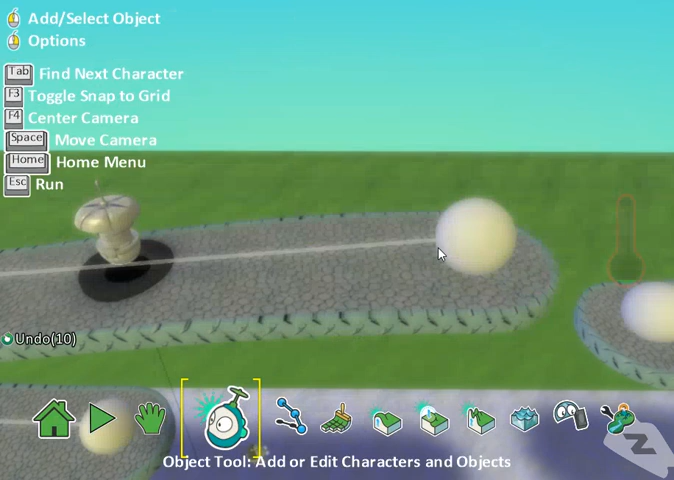 Add/Select Object
Options
Tab Find Next Character
F3 Toggle Snap to Grid
F4 Center Camera
Space Move Camera
Home Home Menu
Esc Run
Undo(10)
Object Tool: Add or Edit Characters and Objects
Z